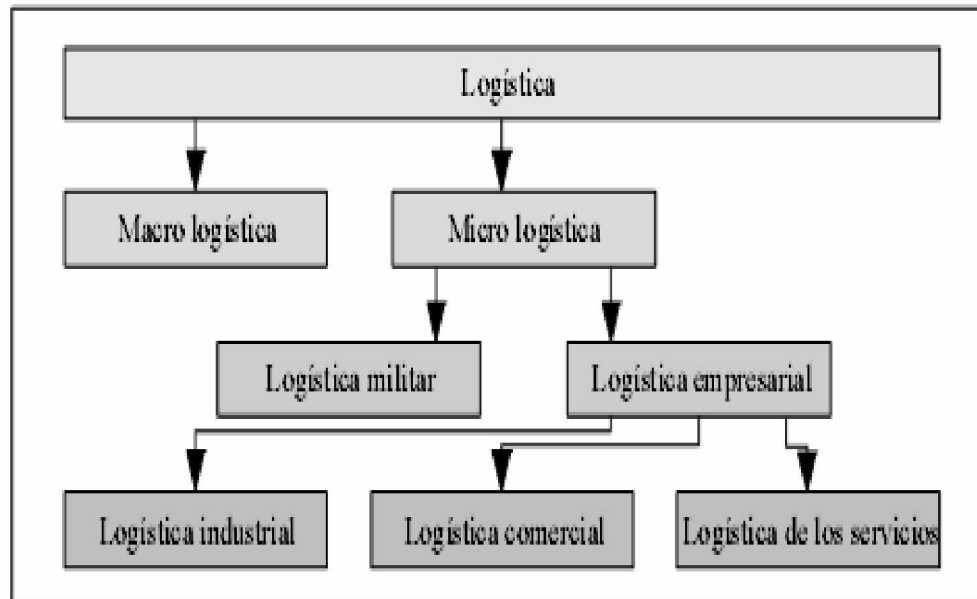 Logística
Macro logística
Micro logística
Logística militar
Logística empresarial
Logística industrial
Logística comercial
Logística de los servicios